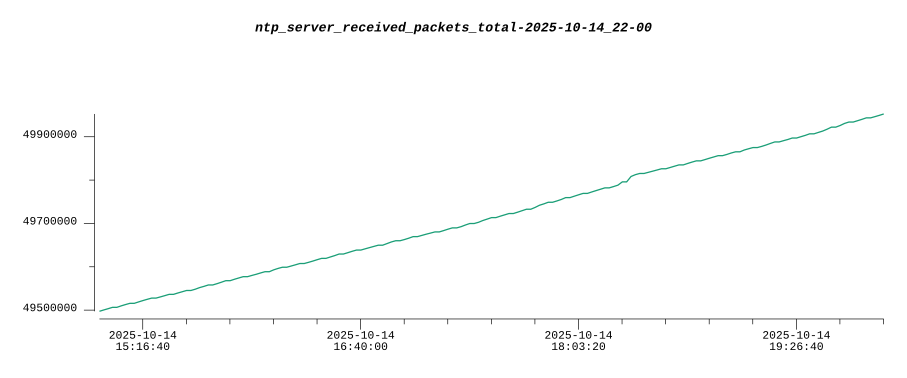 ntp_server_received_packets_total-2025-10-14_22-00
49900000
49700000
49500000
2025-10-14 2025-10-14 2025-10-14 2025-10-14
15:16:40 16:40:00 18:03:20 19:26:40